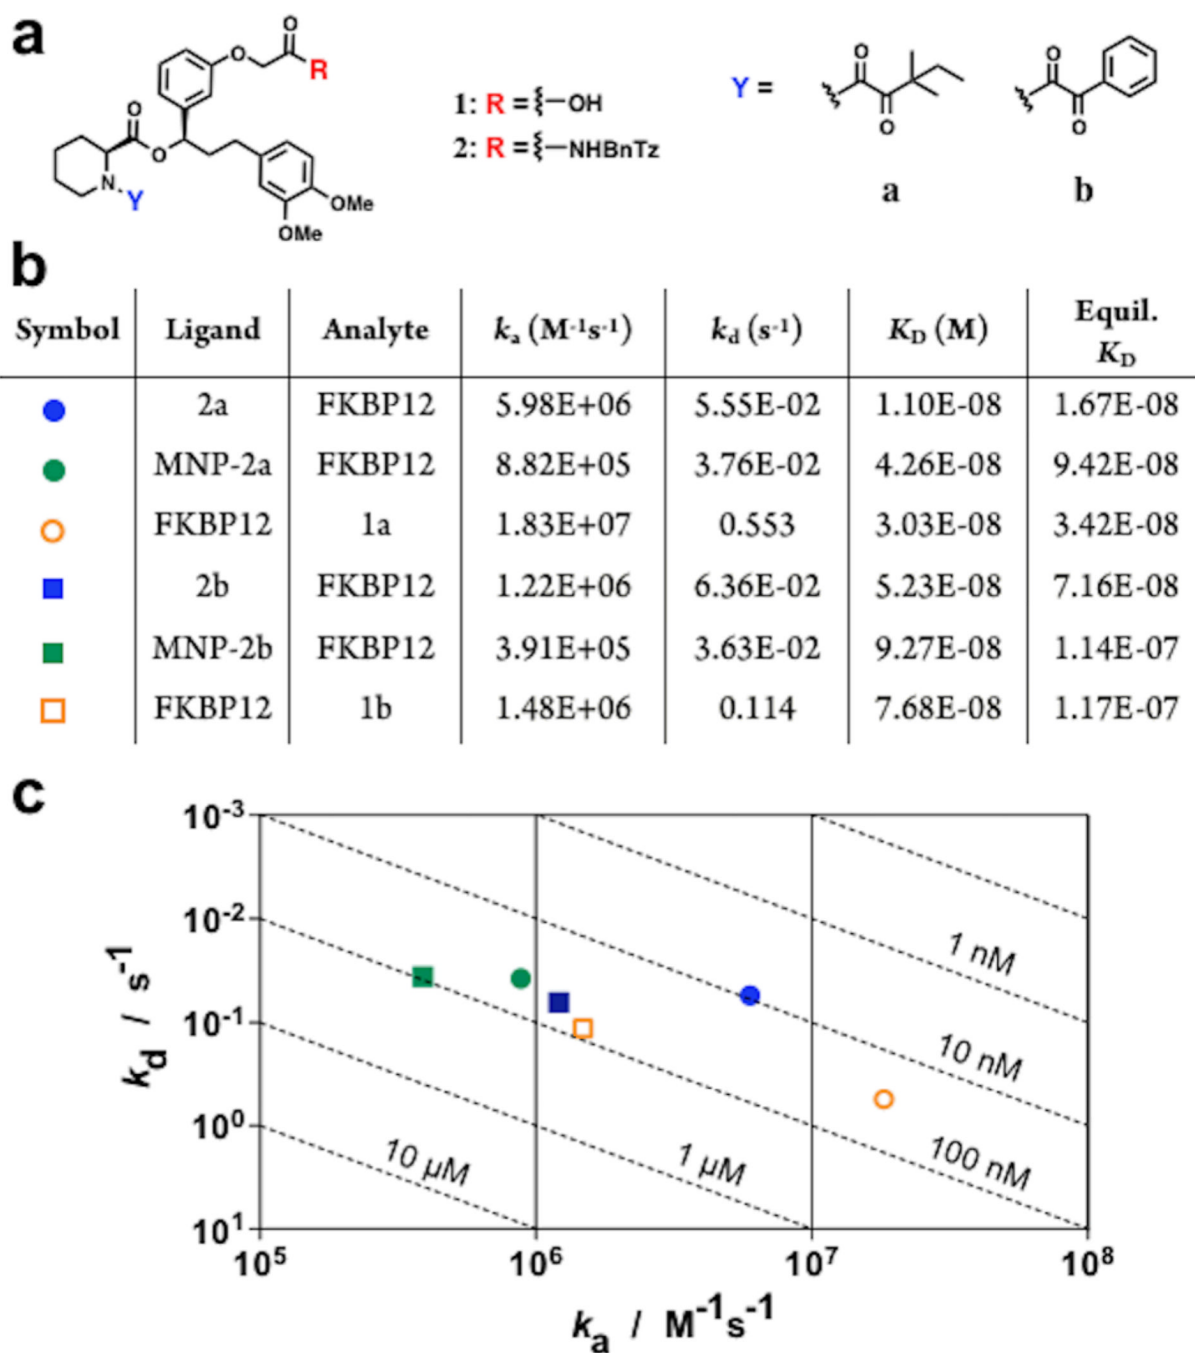 a
O
O
R
O
O
N
Y
OMe
OMe
1: R = OH
2: R = NHBnTz
Y =
O
O
a
O
O
b
b
Symbol Ligand Analyte kₐ (M⁻¹s⁻¹) k_d (s⁻¹) K_D (M) Equil. K_D
2a FKBP12 5.98E+06 5.55E-02 1.10E-08 1.67E-08
MNP-2a FKBP12 8.82E+05 3.76E-02 4.26E-08 9.42E-08
FKBP12 1a 1.83E+07 0.553 3.03E-08 3.42E-08
2b FKBP12 1.22E+06 6.36E-02 5.23E-08 7.16E-08
MNP-2b FKBP12 3.91E+05 3.63E-02 9.27E-08 1.14E-07
FKBP12 1b 1.48E+06 0.114 7.68E-08 1.17E-07
c
10⁻³
10⁻²
10⁻¹
10⁰
10¹
k_d / s⁻¹
1 nM
10 nM
100 nM
1 µM
10 µM
10⁵ 10⁶ 10⁷ 10⁸
kₐ / M⁻¹s⁻¹